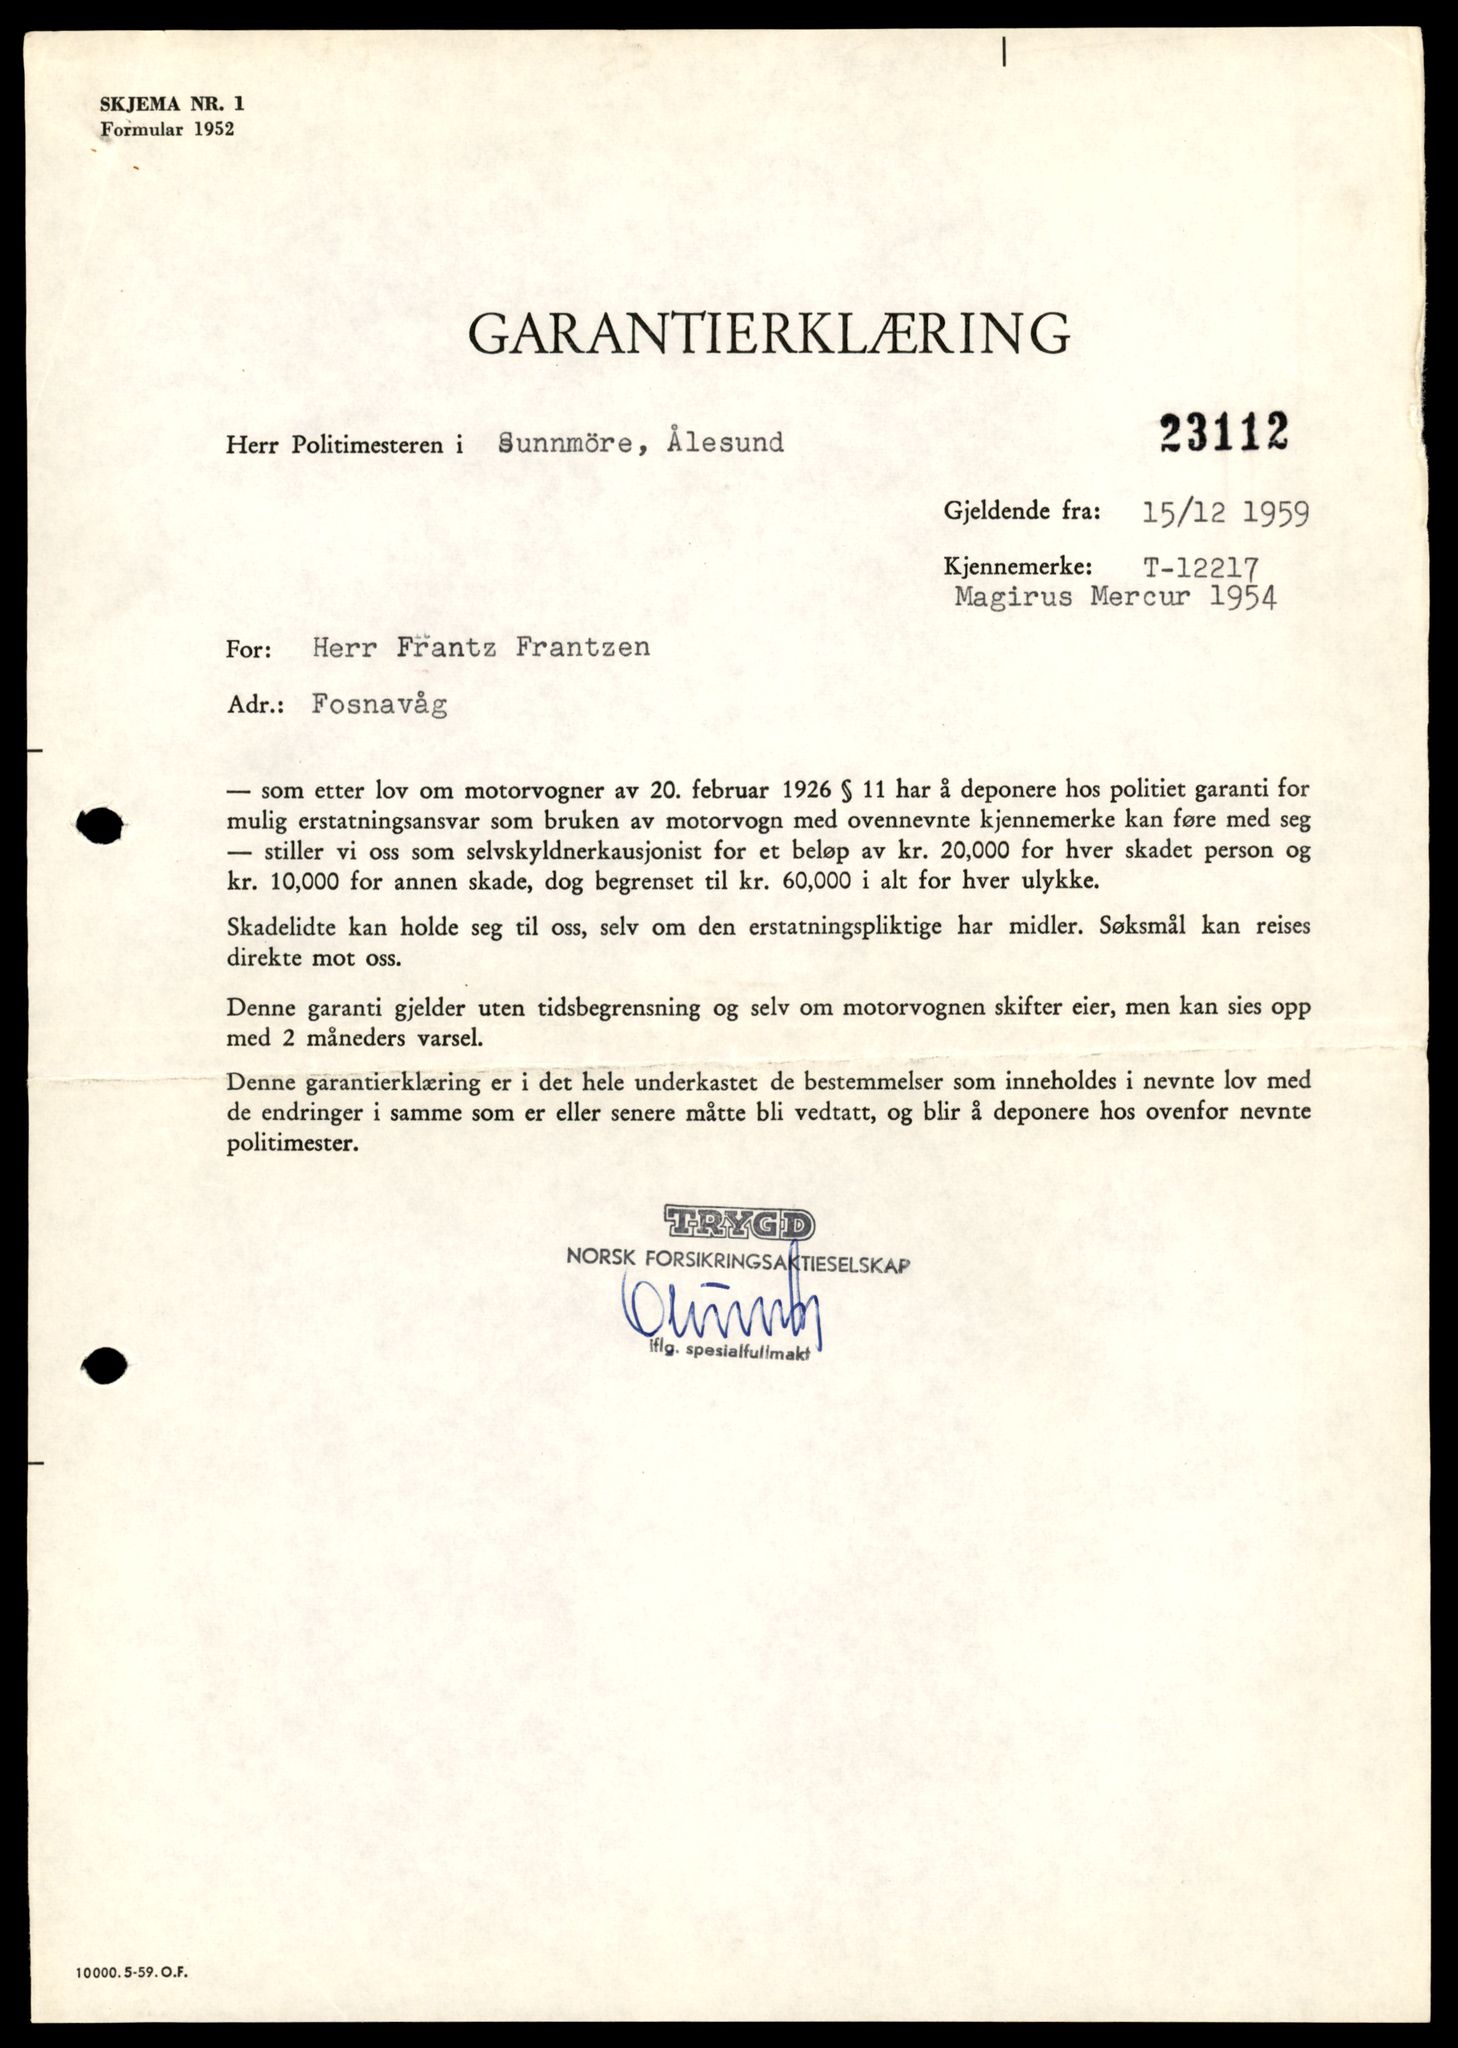 SKJEMA NR. 1
Formular 1952
GARANTIERKLÆRING
Herr Politimesteren i Sunnmöre, Ålesund
23112
Gjeldende fra: 15/12 1959
Kjennemerke: T-12217
Magirus Mercur 1954
For: Herr Frantz Frantzen
Adr.: Fosnavåg
— som etter lov om motorvogner av 20. februar 1926 § 11 har å deponere hos politiet garanti for
mulig erstatningsansvar som bruken av motorvogn med ovennevnte kjennemerke kan føre med seg
— stiller vi oss som selvskyldnerkausjonist for et beløp av kr. 20,000 for hver skadet person og
kr. 10,000 for annen skade, dog begrenset til kr. 60,000 i alt for hver ulykke.
Skadelidte kan holde seg til oss, selv om den erstatningspliktige har midler. Søksmål kan reises
direkte mot oss.
Denne garanti gjelder uten tidsbegrensning og selv om motorvognen skifter eier, men kan sies opp
med 2 måneders varsel.
Denne garantierklæring er i det hele underkastet de bestemmelser som inneholdes i nevnte lov med
de endringer i samme som er eller senere måtte bli vedtatt, og blir å deponere hos ovenfor nevnte
politimester.
TRYGD
NORSK FORSIKRINGSAKTIESELSKAP
iflg. spesialfullmakt
10000. 5-59. O.F.